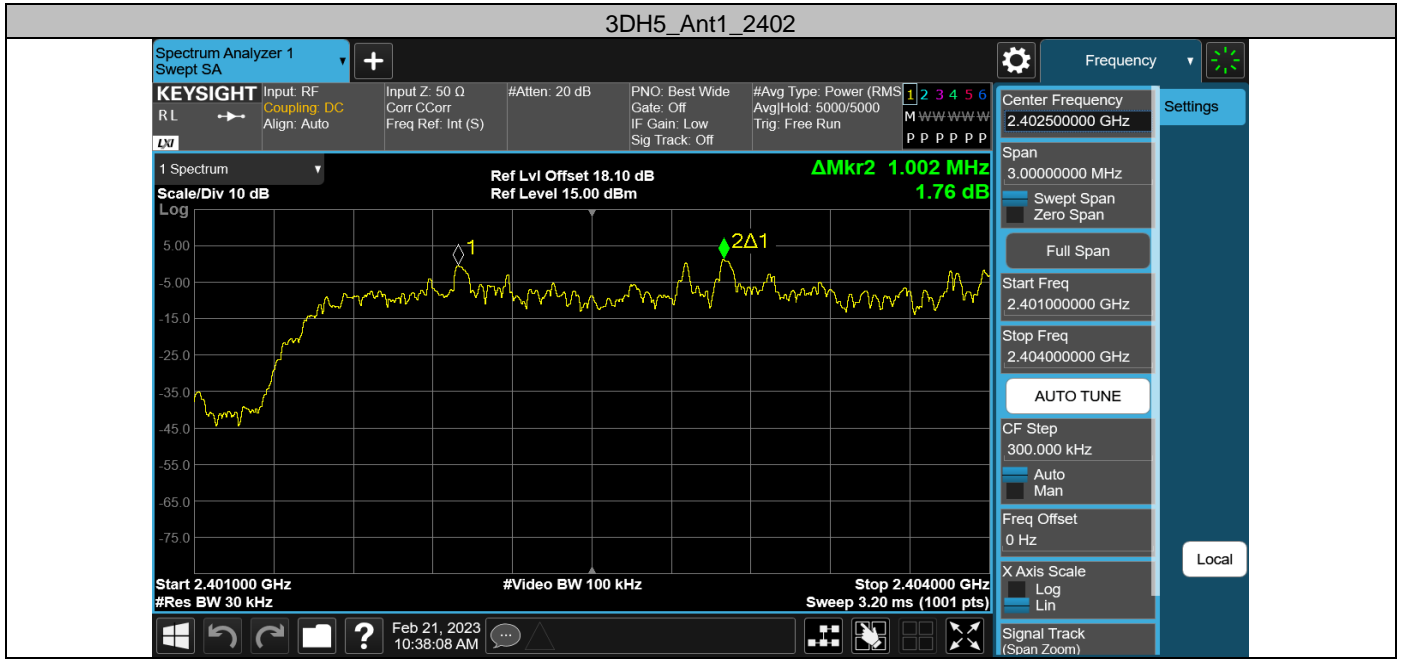 3DH5_Ant1_2402
Spectrum Analyzer 1
Swept SA
Frequency
KEYSIGHT
RL
LXI
Input: RF
Coupling: DC
Align: Auto
Input Z: 50 Ω
Corr CCorr
Freq Ref: Int (S)
#Atten: 20 dB
PNO: Best Wide
Gate: Off
IF Gain: Low
Sig Track: Off
#Avg Type: Power (RMS
Avg|Hold: 5000/5000
Trig: Free Run
1 2 3 4 5 6
M W W W W W
P P P P P P
1 Spectrum
Scale/Div 10 dB
Log
Ref Lvl Offset 18.10 dB
Ref Level 15.00 dBm
ΔMkr2 1.002 MHz
1.76 dB
1
2Δ1
5.00
-5.00
-15.0
-25.0
-35.0
-45.0
-55.0
-65.0
-75.0
Start 2.401000 GHz
#Res BW 30 kHz
#Video BW 100 kHz
Stop 2.404000 GHz
Sweep 3.20 ms (1001 pts)
Feb 21, 2023
10:38:08 AM
Center Frequency
2.402500000 GHz
Span
3.00000000 MHz
Swept Span
Zero Span
Full Span
Start Freq
2.401000000 GHz
Stop Freq
2.404000000 GHz
AUTO TUNE
CF Step
300.000 kHz
Auto
Man
Freq Offset
0 Hz
X Axis Scale
Log
Lin
Signal Track
(Span Zoom)
Settings
Local